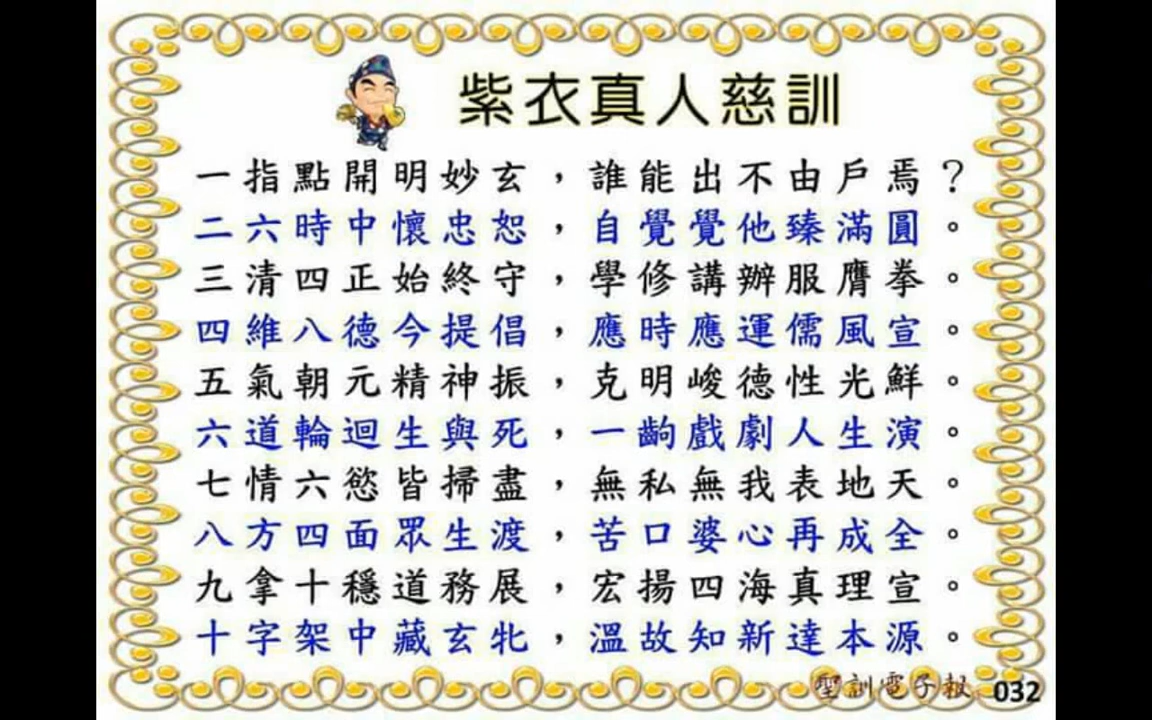 紫衣真人慈訓
一指點開明妙玄，誰能出不由戶焉？
二六時中懷忠恕，自覺覺他臻滿圓。
三清四正始終守，學修講辦服膺拳。
四維八德今提倡，應時應運儒風宣。
五氣朝元精神振，克明峻德性光鮮。
六道輪迴生與死，一齣戲劇人生演。
七情六慾皆掃盡，無私無我表地天。
八方四面眾生渡，苦口婆心再成全。
九拿十穩道務展，宏揚四海真理宣。
十字架中藏玄牝，溫故知新達本源。
聖訓電子報 032